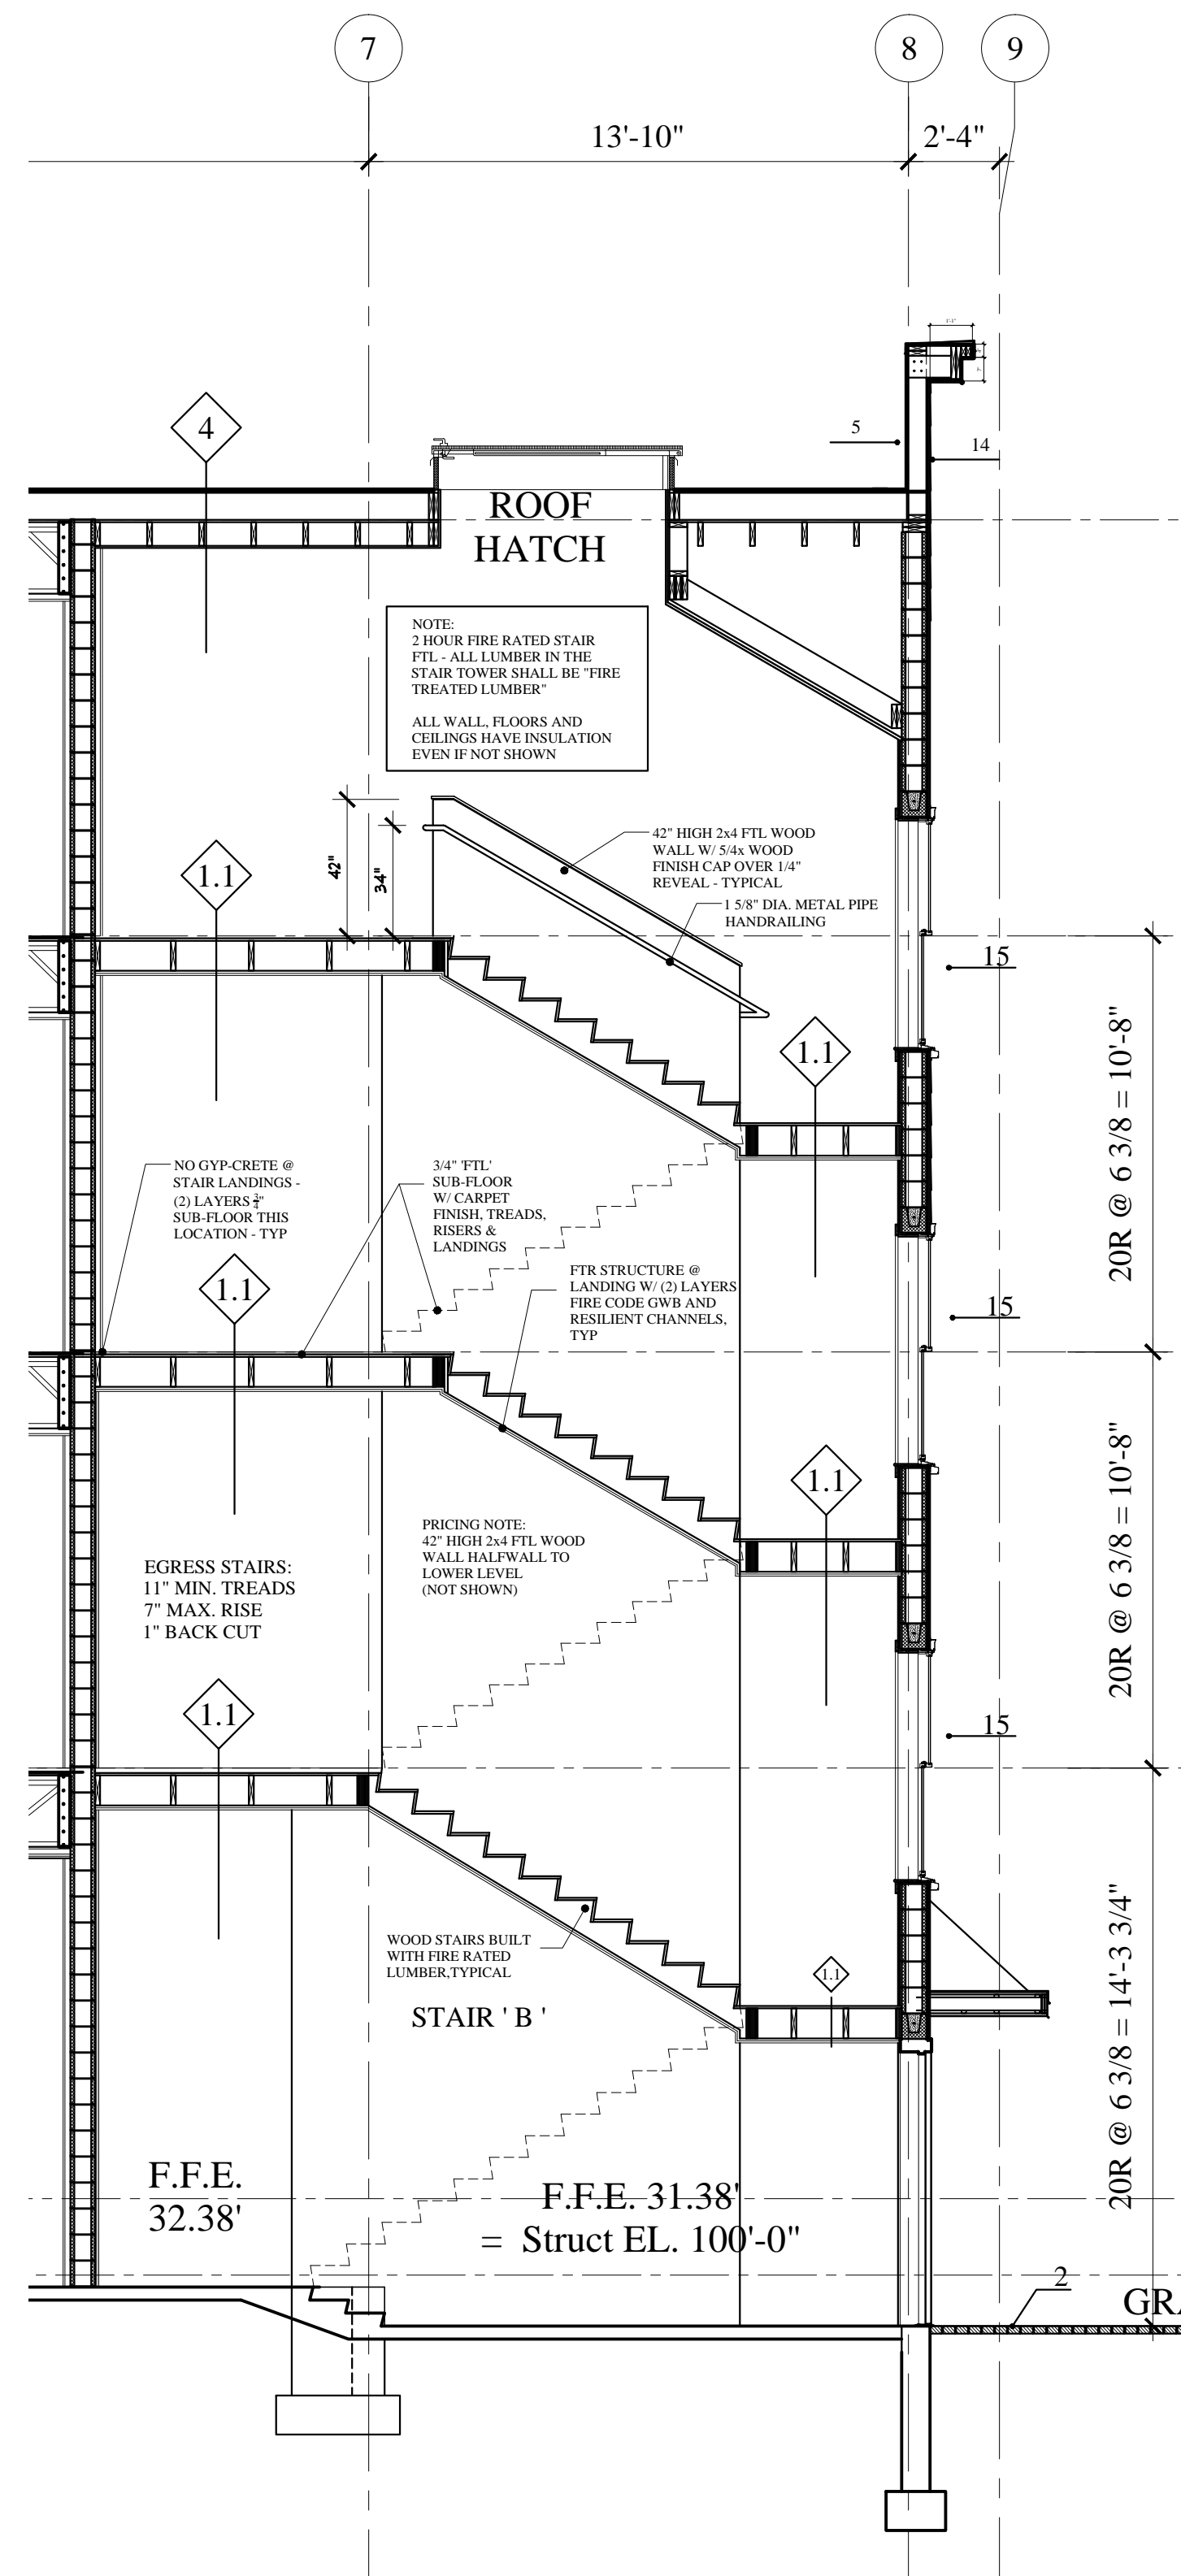 7
8
9
13'-10"
2'-4"
4
5
14
ROOF
HATCH
NOTE:
2 HOUR FIRE RATED STAIR
FTL - ALL LUMBER IN THE
STAIR TOWER SHALL BE "FIRE
TREATED LUMBER"
ALL WALL, FLOORS AND
CEILINGS HAVE INSULATION
EVEN IF NOT SHOWN
42"
34"
42" HIGH 2x4 FTL WOOD
WALL W/ 5/4x WOOD
FINISH CAP OVER 1/4"
REVEAL - TYPICAL
1 5/8" DIA. METAL PIPE
HANDRAILING
1.1
15
1.1
20R @ 6 3/8 = 10'-8"
NO GYP-CRETE @
STAIR LANDINGS -
(2) LAYERS 3/4"
SUB-FLOOR THIS
LOCATION - TYP
3/4" 'FTL'
SUB-FLOOR
W/ CARPET
FINISH, TREADS,
RISERS &
LANDINGS
1.1
FTR STRUCTURE @
LANDING W/ (2) LAYERS
FIRE CODE GWB AND
RESILIENT CHANNELS,
TYP
15
1.1
20R @ 6 3/8 = 10'-8"
PRICING NOTE:
42" HIGH 2x4 FTL WOOD
WALL HALFWALL TO
LOWER LEVEL
(NOT SHOWN)
EGRESS STAIRS:
11" MIN. TREADS
7" MAX. RISE
1" BACK CUT
1.1
15
WOOD STAIRS BUILT
WITH FIRE RATED
LUMBER,TYPICAL
1.1
STAIR ' B '
20R @ 6 3/8 = 14'-3 3/4"
F.F.E.
32.38'
F.F.E. 31.38'
= Struct EL. 100'-0"
2
GRA